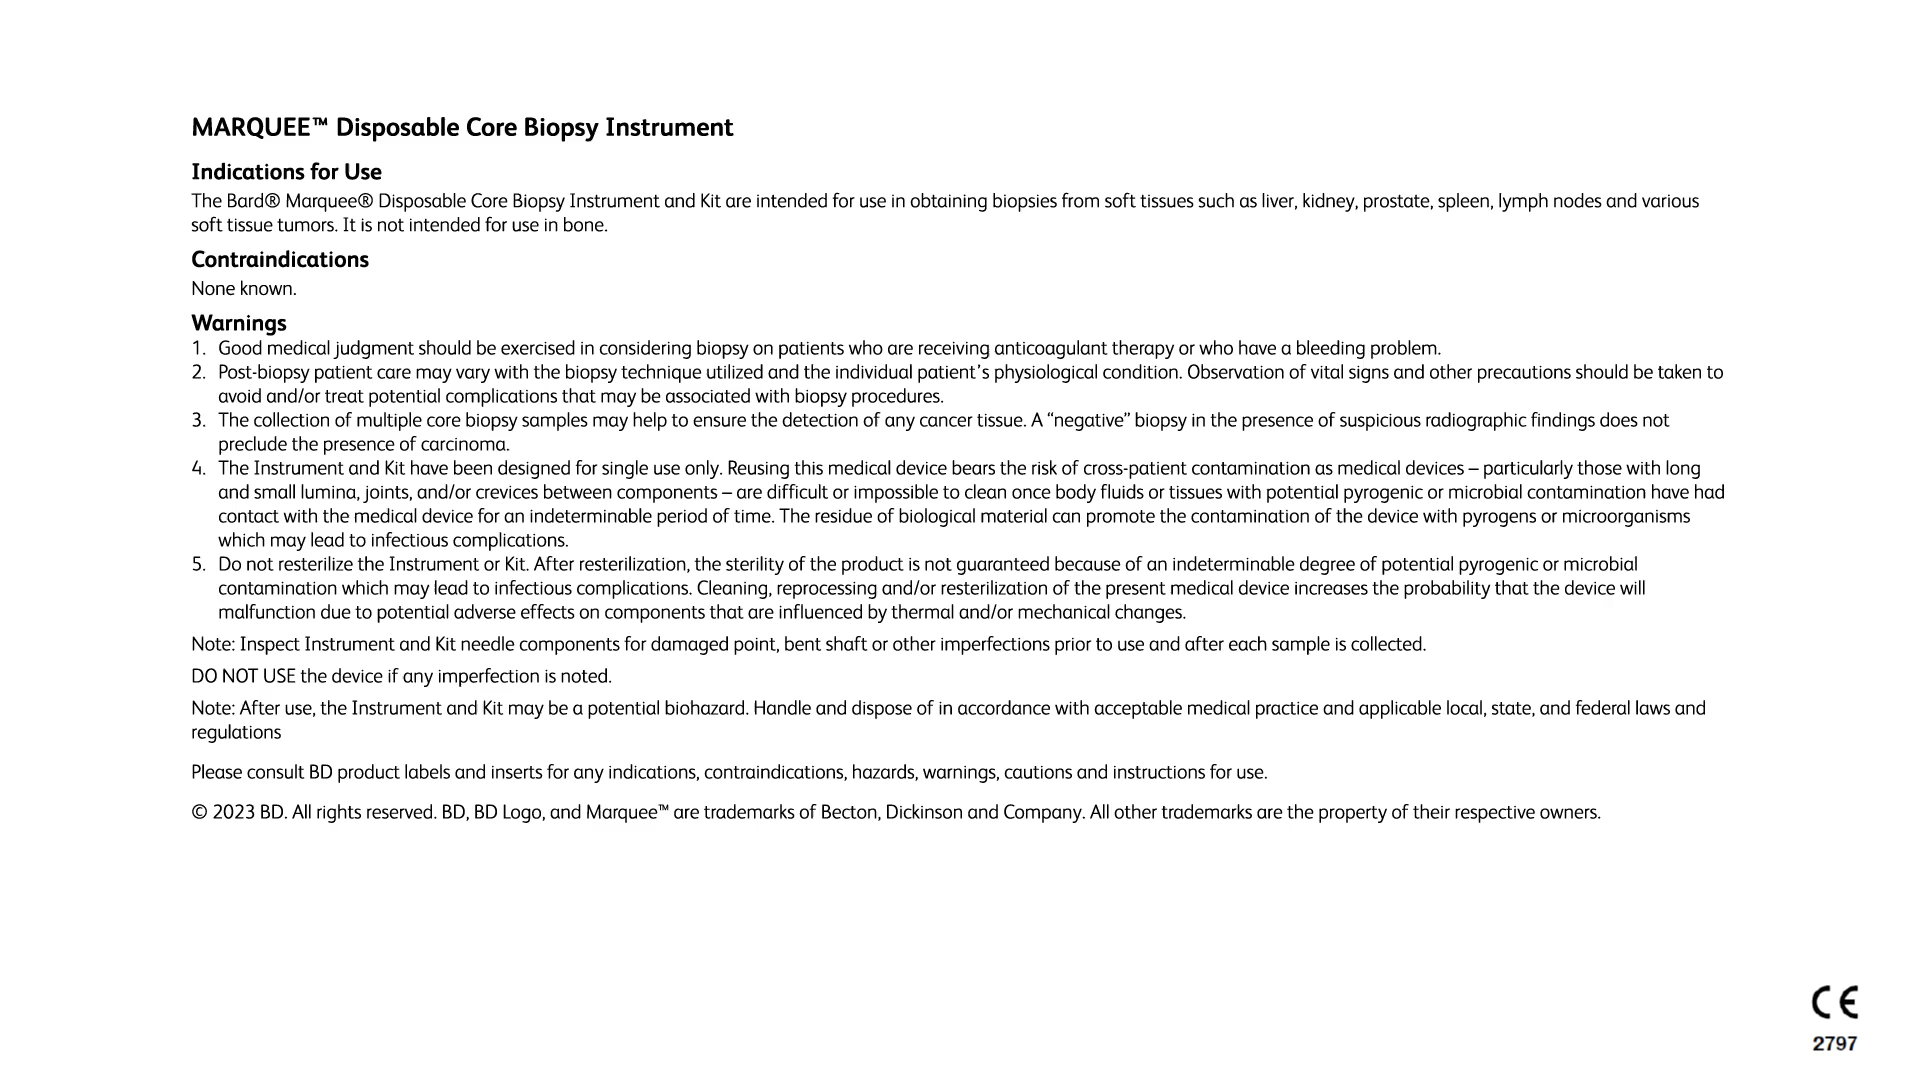 MARQUEE™ Disposable Core Biopsy Instrument
Indications for Use
The Bard® Marquee® Disposable Core Biopsy Instrument and Kit are intended for use in obtaining biopsies from soft tissues such as liver, kidney, prostate, spleen, lymph nodes and various
soft tissue tumors. It is not intended for use in bone.
Contraindications
None known.
Warnings
1. Good medical judgment should be exercised in considering biopsy on patients who are receiving anticoagulant therapy or who have a bleeding problem.
2. Post-biopsy patient care may vary with the biopsy technique utilized and the individual patient's physiological condition. Observation of vital signs and other precautions should be taken to
avoid and/or treat potential complications that may be associated with biopsy procedures.
3. The collection of multiple core biopsy samples may help to ensure the detection of any cancer tissue. A “negative” biopsy in the presence of suspicious radiographic findings does not
preclude the presence of carcinoma.
4. The Instrument and Kit have been designed for single use only. Reusing this medical device bears the risk of cross-patient contamination as medical devices – particularly those with long
and small lumina, joints, and/or crevices between components – are difficult or impossible to clean once body fluids or tissues with potential pyrogenic or microbial contamination have had
contact with the medical device for an indeterminable period of time. The residue of biological material can promote the contamination of the device with pyrogens or microorganisms
which may lead to infectious complications.
5. Do not resterilize the Instrument or Kit. After resterilization, the sterility of the product is not guaranteed because of an indeterminable degree of potential pyrogenic or microbial
contamination which may lead to infectious complications. Cleaning, reprocessing and/or resterilization of the present medical device increases the probability that the device will
malfunction due to potential adverse effects on components that are influenced by thermal and/or mechanical changes.
Note: Inspect Instrument and Kit needle components for damaged point, bent shaft or other imperfections prior to use and after each sample is collected.
DO NOT USE the device if any imperfection is noted.
Note: After use, the Instrument and Kit may be a potential biohazard. Handle and dispose of in accordance with acceptable medical practice and applicable local, state, and federal laws and
regulations
Please consult BD product labels and inserts for any indications, contraindications, hazards, warnings, cautions and instructions for use.
© 2023 BD. All rights reserved. BD, BD Logo, and Marquee™ are trademarks of Becton, Dickinson and Company. All other trademarks are the property of their respective owners.
CE
2797